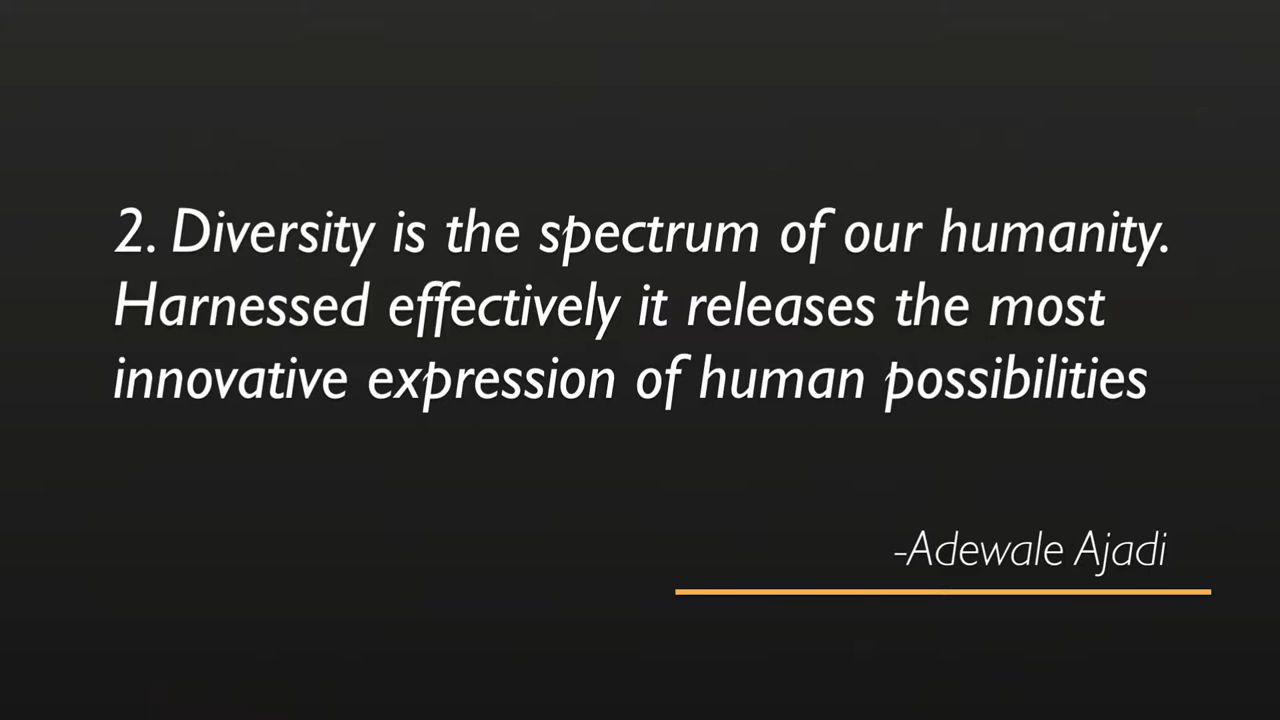 2. Diversity is the spectrum of our humanity.
Harnessed effectively it releases the most
innovative expression of human possibilities
-Adewale Ajadi